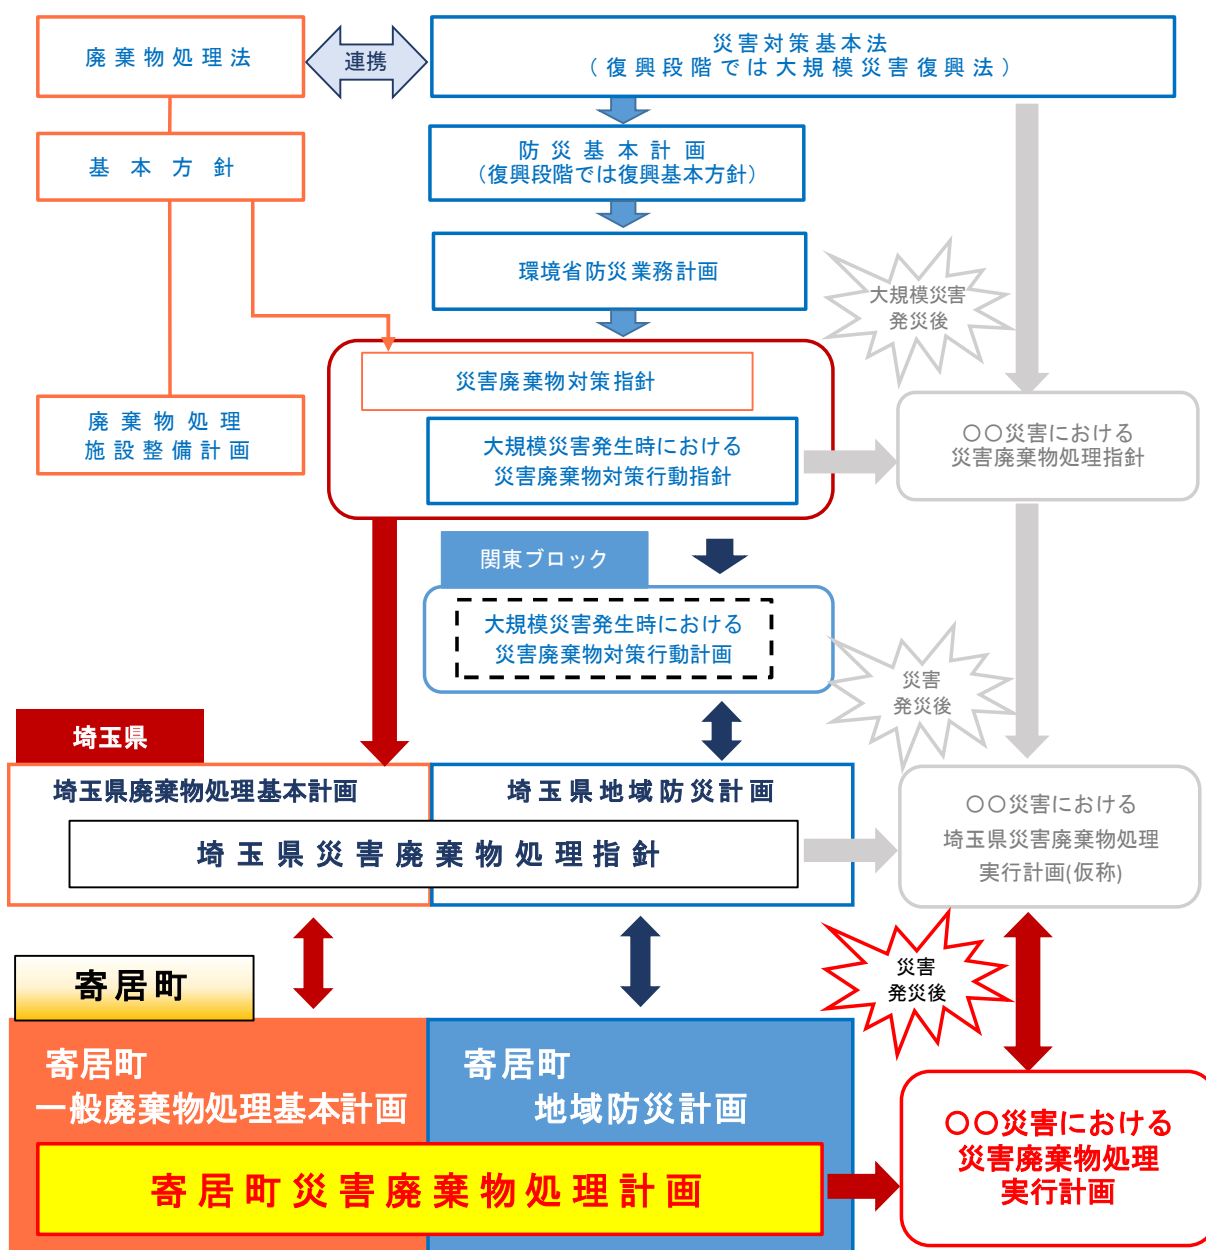 廃棄物処理法
連携
災害対策基本法
(復興段階では大規模災害復興法)
基本方針
防災基本計画
(復興段階では復興基本方針)
環境省防災業務計画
大規模災害
発災後
災害廃棄物対策指針
廃棄物処理
施設整備計画
大規模災害発生時における
災害廃棄物対策行動指針
〇〇災害における
災害廃棄物処理指針
関東ブロック
大規模災害発生時における
災害廃棄物対策行動計画
災害
発災後
埼玉県
埼玉県廃棄物処理基本計画
埼玉県地域防災計画
埼玉県災害廃棄物処理指針
〇〇災害における
埼玉県災害廃棄物処理
実行計画(仮称)
災害
発災後
寄居町
寄居町
一般廃棄物処理基本計画
寄居町
地域防災計画
寄居町災害廃棄物処理計画
〇〇災害における
災害廃棄物処理
実行計画